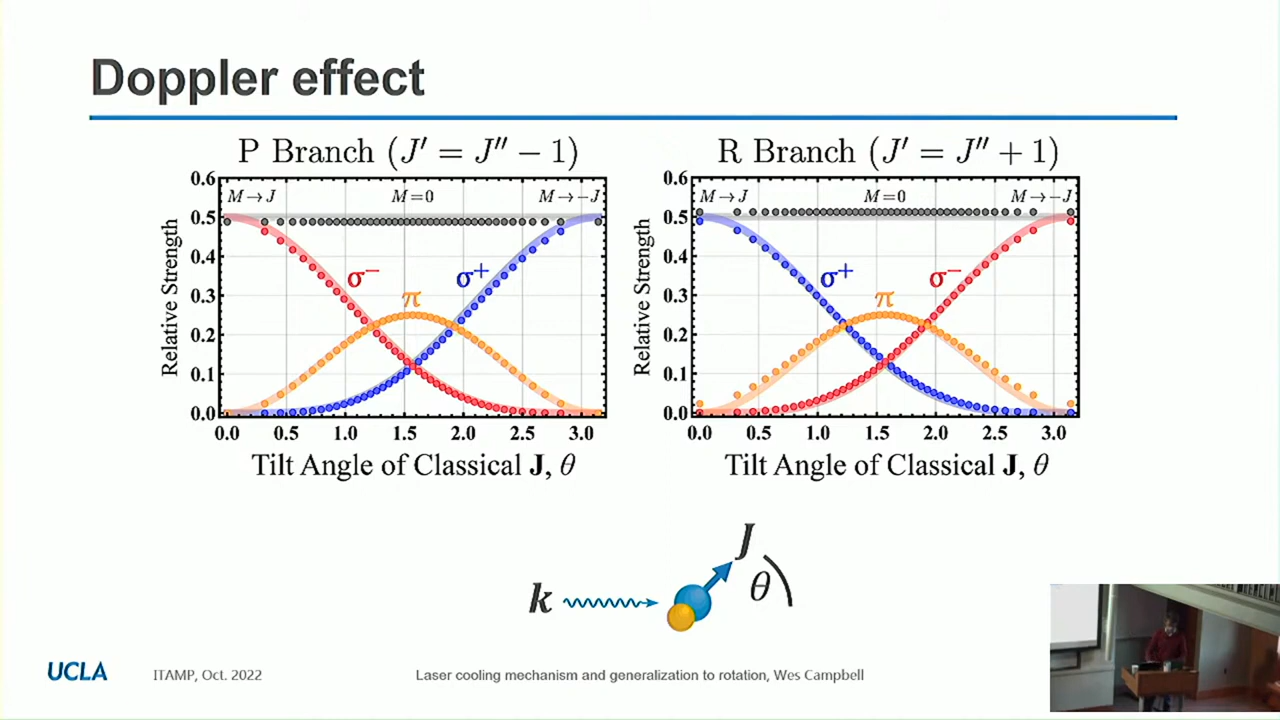 Doppler effect
P Branch (J′ = J″ − 1)
0.6
0.5
0.4
0.3
0.2
0.1
0.0
Relative Strength
M→J
M=0
M→−J
σ⁻
π
σ⁺
0.0 0.5 1.0 1.5 2.0 2.5 3.0
Tilt Angle of Classical J, θ
R Branch (J′ = J″ + 1)
0.6
0.5
0.4
0.3
0.2
0.1
0.0
Relative Strength
M→J
M=0
M→−J
σ⁺
π
σ⁻
0.0 0.5 1.0 1.5 2.0 2.5 3.0
Tilt Angle of Classical J, θ
J
k
θ
UCLA
ITAMP, Oct. 2022
Laser cooling mechanism and generalization to rotation, Wes Campbell